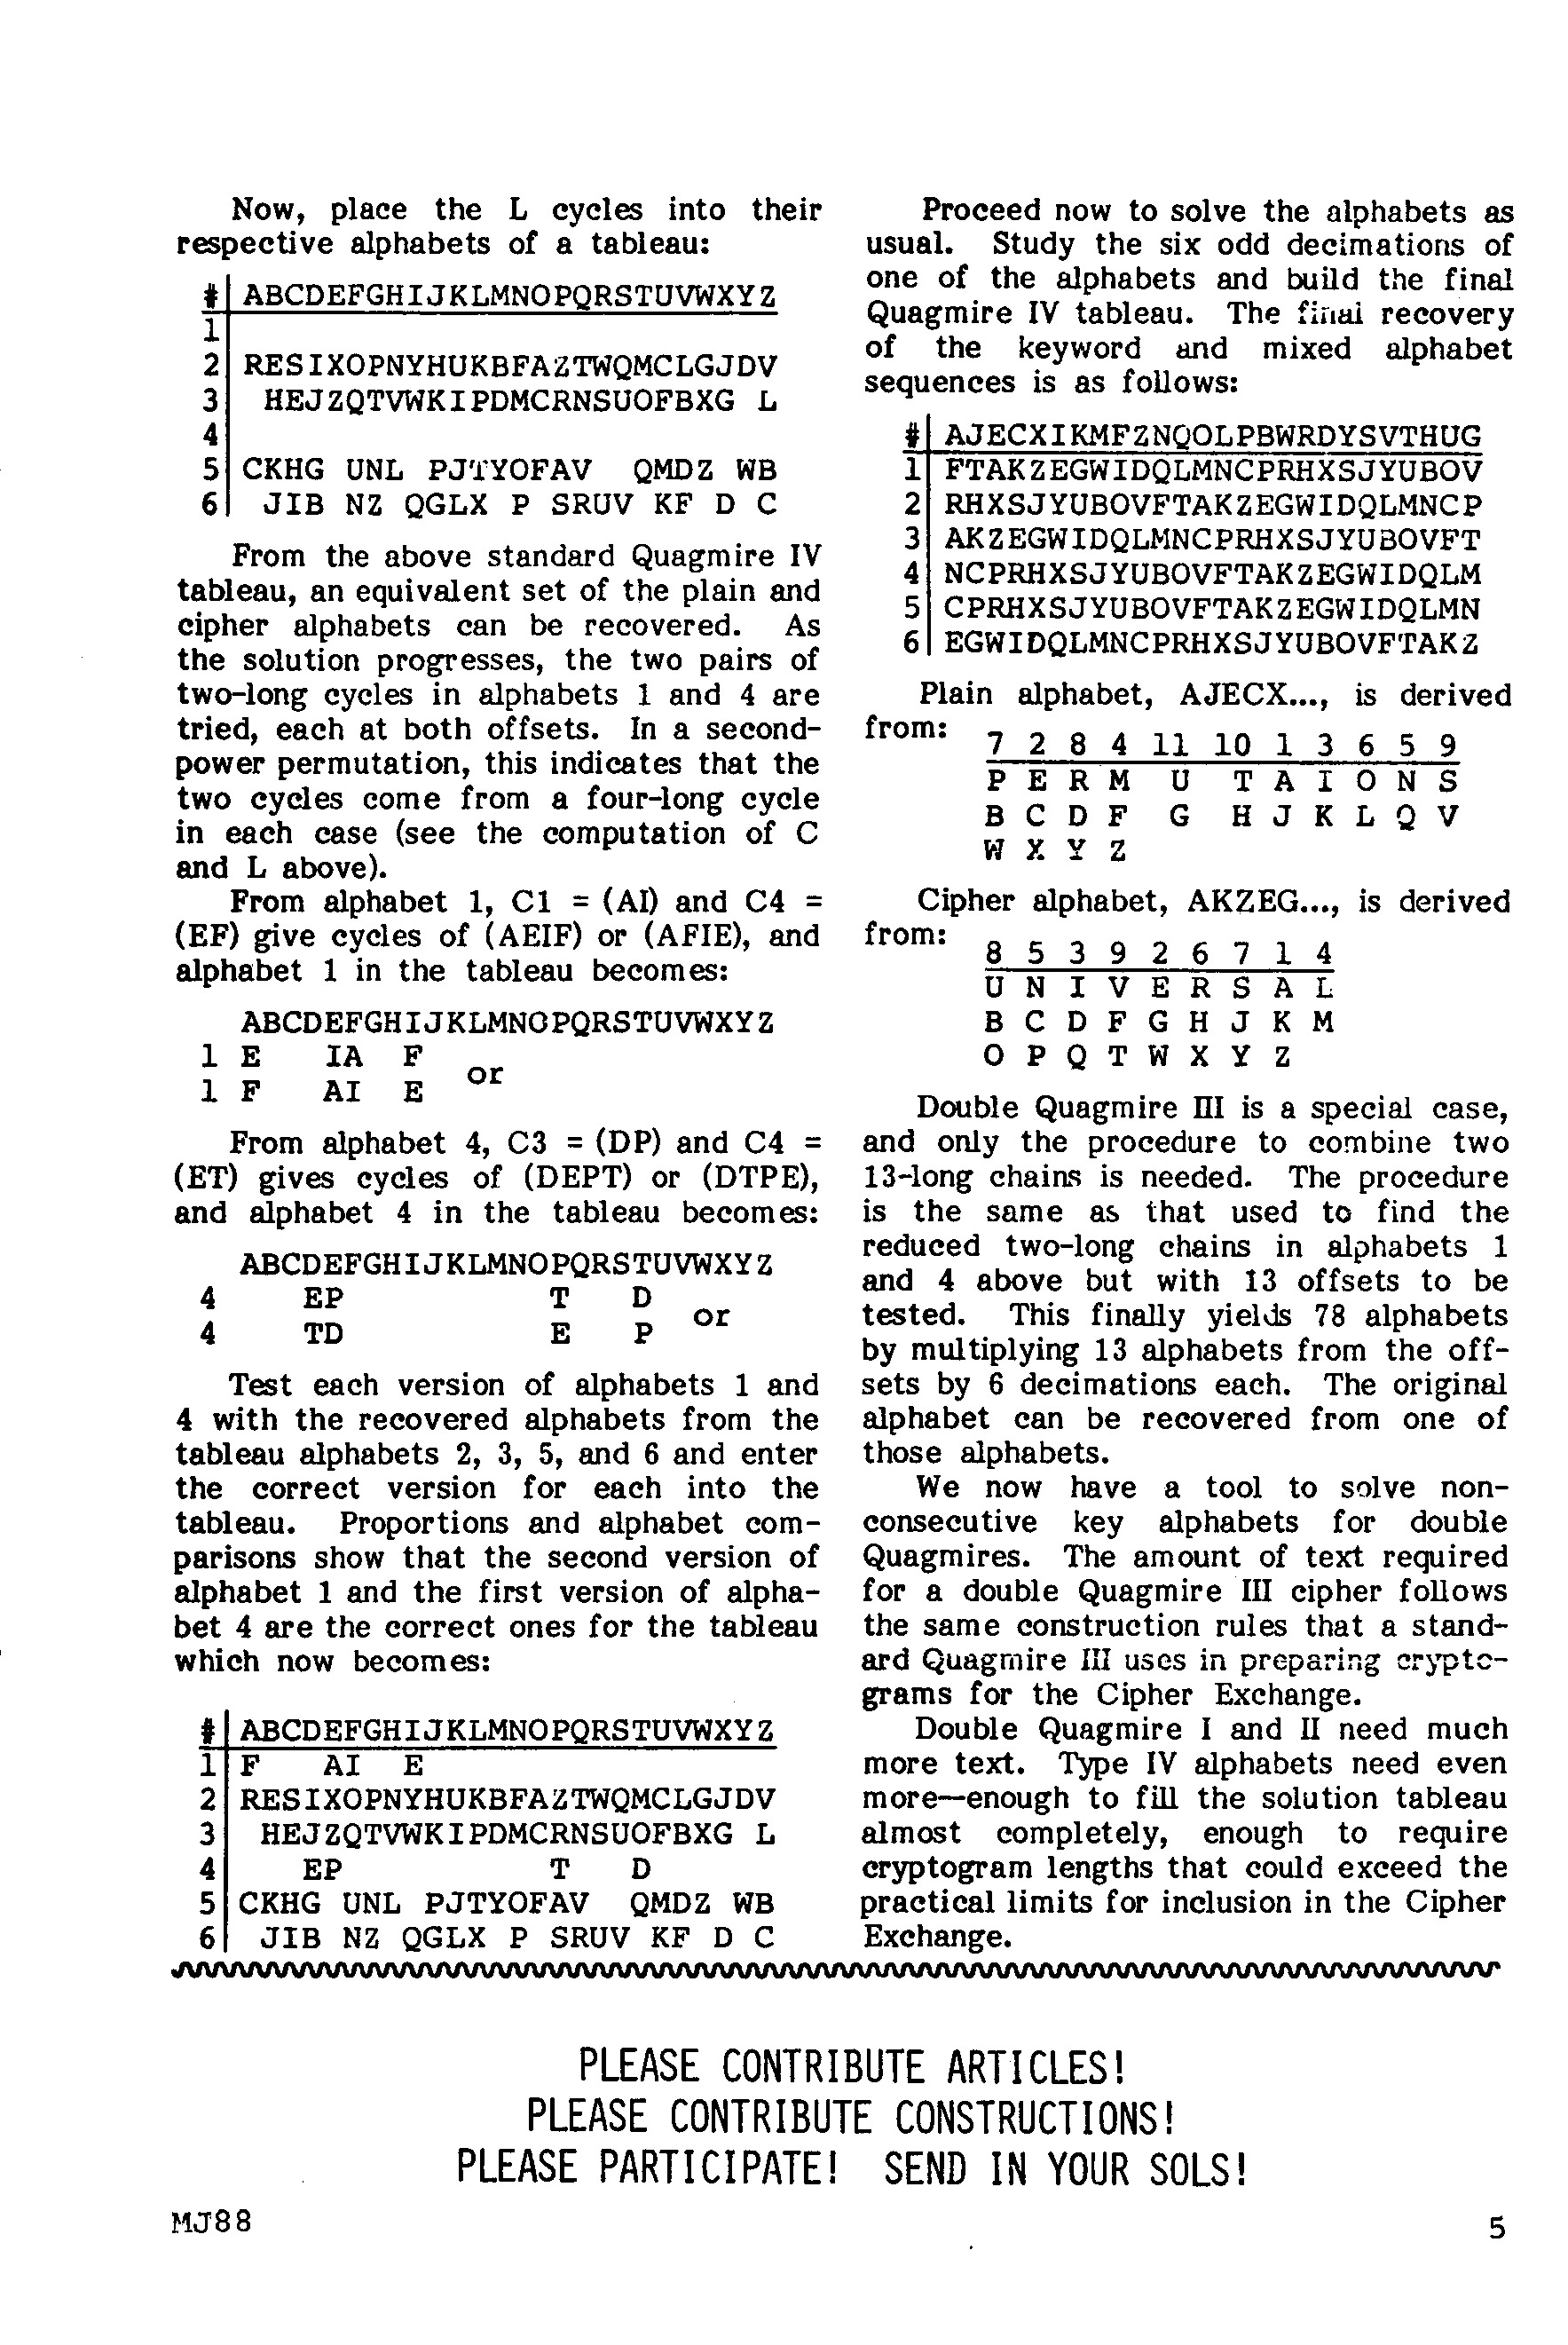 Now, place the L cycles into their
respective alphabets of a tableau:
# ABCDEFGHIJKLMNOPQRSTUVWXYZ
1
2 RESIXOPNYHUKBFAZTWQMCLGJDV
3 HEJZQTVWKIPDMCRNSUOFBXG L
4
5 CKHG UNL PJTYOFAV QMDZ WB
6 JIB NZ QGLX P SRUV KF D C
From the above standard Quagmire IV
tableau, an equivalent set of the plain and
cipher alphabets can be recovered. As
the solution progresses, the two pairs of
two-long cycles in alphabets 1 and 4 are
tried, each at both offsets. In a second-
power permutation, this indicates that the
two cycles come from a four-long cycle
in each case (see the computation of C
and L above).
From alphabet 1, C1 = (AI) and C4 =
(EF) give cycles of (AEIF) or (AFIE), and
alphabet 1 in the tableau becomes:
ABCDEFGHIJKLMNOPQRSTUVWXYZ
1 E IA F
or
1 F AI E
From alphabet 4, C3 = (DP) and C4 =
(ET) gives cycles of (DEPT) or (DTPE),
and alphabet 4 in the tableau becomes:
ABCDEFGHIJKLMNOPQRSTUVWXYZ
4 EP T D
or
4 TD E P
Test each version of alphabets 1 and
4 with the recovered alphabets from the
tableau alphabets 2, 3, 5, and 6 and enter
the correct version for each into the
tableau. Proportions and alphabet com-
parisons show that the second version of
alphabet 1 and the first version of alpha-
bet 4 are the correct ones for the tableau
which now becomes:
# ABCDEFGHIJKLMNOPQRSTUVWXYZ
1 F AI E
2 RESIXOPNYHUKBFAZTWQMCLGJDV
3 HEJZQTVWKIPDMCRNSUOFBXG L
4 EP T D
5 CKHG UNL PJTYOFAV QMDZ WB
6 JIB NZ QGLX P SRUV KF D C
Proceed now to solve the alphabets as
usual. Study the six odd decimations of
one of the alphabets and build the final
Quagmire IV tableau. The final recovery
of the keyword and mixed alphabet
sequences is as follows:
# AJECXIKMFZNQOLPBWRDYSVTHUG
1 FTAKZEGWIDQLMNCPRHXSJYUBOV
2 RHXSJYUBOVFTAKZEGWIDQLMNCP
3 AKZEGWIDQLMNCPRHXSJYUBOVFT
4 NCPRHXSJYUBOVFTAKZEGWIDQLM
5 CPRHXSJYUBOVFTAKZEGWIDQLMN
6 EGWIDQLMNCPRHXSJYUBOVFTAKZ
Plain alphabet, AJECX..., is derived
from:
7 2 8 4 11 10 1 3 6 5 9
P E R M U T A I O N S
B C D F G H J K L Q V
W X Y Z
Cipher alphabet, AKZEG..., is derived
from:
8 5 3 9 2 6 7 1 4
U N I V E R S A L
B C D F G H J K M
O P Q T W X Y Z
Double Quagmire III is a special case,
and only the procedure to combine two
13-long chains is needed. The procedure
is the same as that used to find the
reduced two-long chains in alphabets 1
and 4 above but with 13 offsets to be
tested. This finally yields 78 alphabets
by multiplying 13 alphabets from the off-
sets by 6 decimations each. The original
alphabet can be recovered from one of
those alphabets.
We now have a tool to solve non-
consecutive key alphabets for double
Quagmires. The amount of text required
for a double Quagmire III cipher follows
the same construction rules that a stand-
ard Quagmire III uses in preparing crypto-
grams for the Cipher Exchange.
Double Quagmire I and II need much
more text. Type IV alphabets need even
more—enough to fill the solution tableau
almost completely, enough to require
cryptogram lengths that could exceed the
practical limits for inclusion in the Cipher
Exchange.
PLEASE CONTRIBUTE ARTICLES!
PLEASE CONTRIBUTE CONSTRUCTIONS!
PLEASE PARTICIPATE! SEND IN YOUR SOLS!
MJ88
5